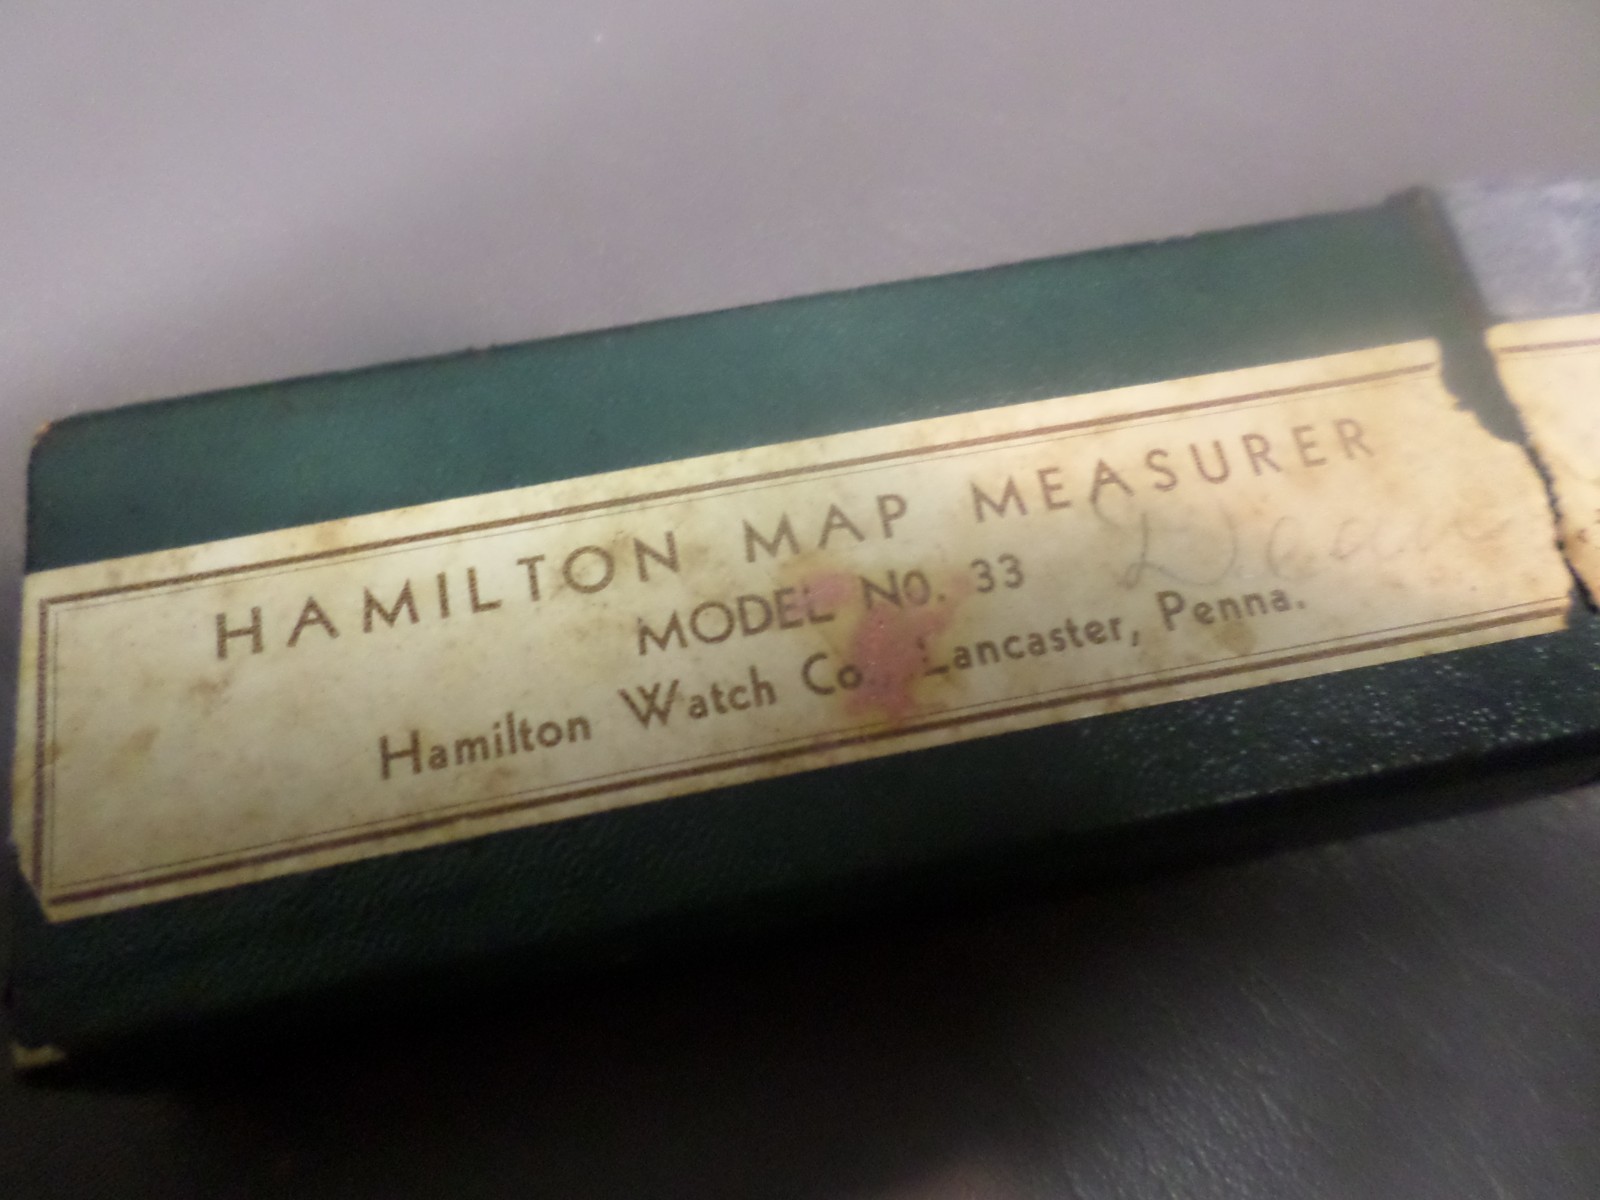 HAMILTON MAP MEASURER
MODEL No. 33
Hamilton Watch Co. Lancaster, Penna.